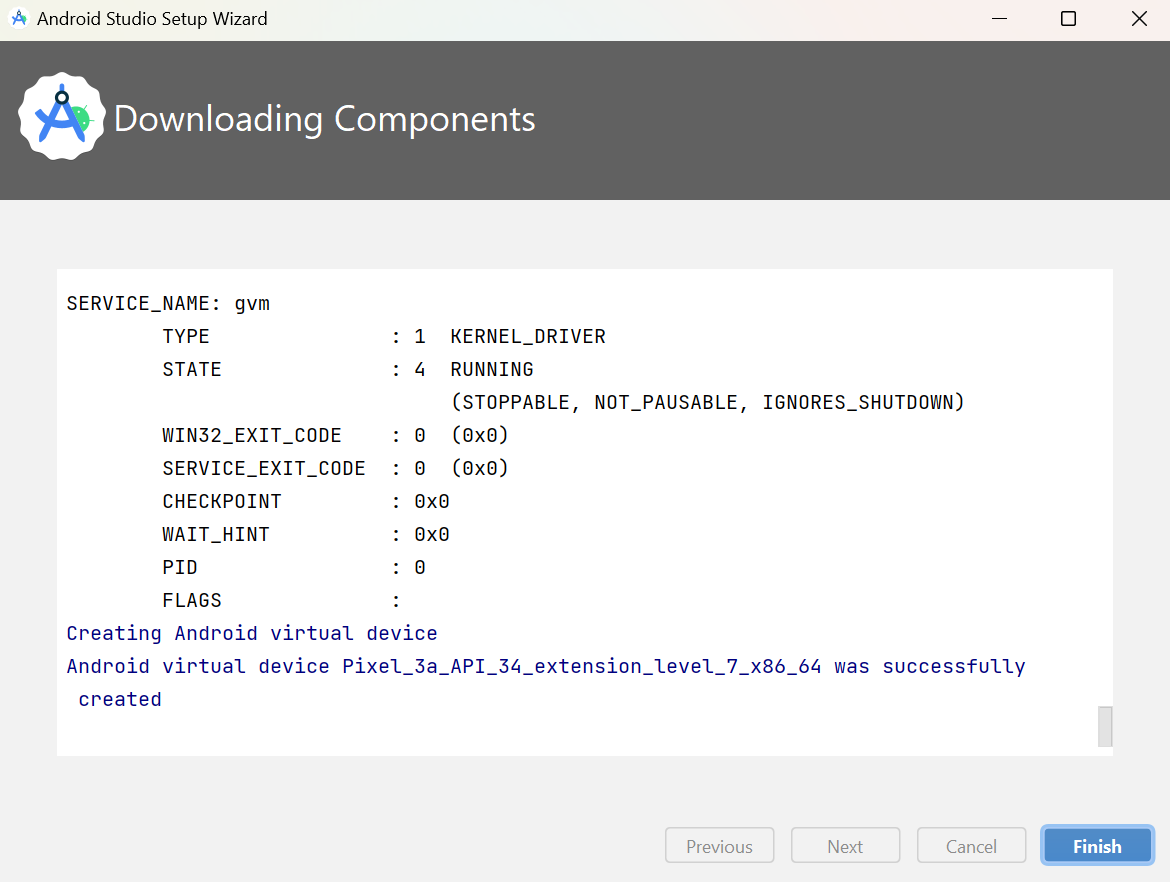 Android Studio Setup Wizard
Downloading Components
SERVICE_NAME: gvm
TYPE : 1 KERNEL_DRIVER
STATE : 4 RUNNING
(STOPPABLE, NOT_PAUSABLE, IGNORES_SHUTDOWN)
WIN32_EXIT_CODE : 0 (0x0)
SERVICE_EXIT_CODE : 0 (0x0)
CHECKPOINT : 0x0
WAIT_HINT : 0x0
PID : 0
FLAGS :
Creating Android virtual device
Android virtual device Pixel_3a_API_34_extension_level_7_x86_64 was successfully
created
Previous Next Cancel Finish